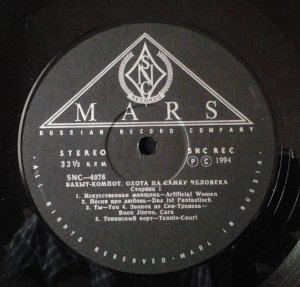 SNC
RECORDS
MARS
RUSSIAN RECORD COMPANY
STEREO SNC REC.
33 1/3 R.P.M. Ⓟ Ⓒ 1994
SNC—4076
БАХЫТ-КОМПОТ. ОХОТА НА САМКУ ЧЕЛОВЕКА
Сторона 1
1. Искусственная женщина—Artificial Woman
2. Песня про любовь—Das Ist Fantastisch
3. Ты—You 4. Звонок из Сен-Тропеза—
Buon Jiorno, Cara
5. Теннисный корт—Tennis-Court
ALL RIGHTS RESERVED-MADE IN RUSSIA